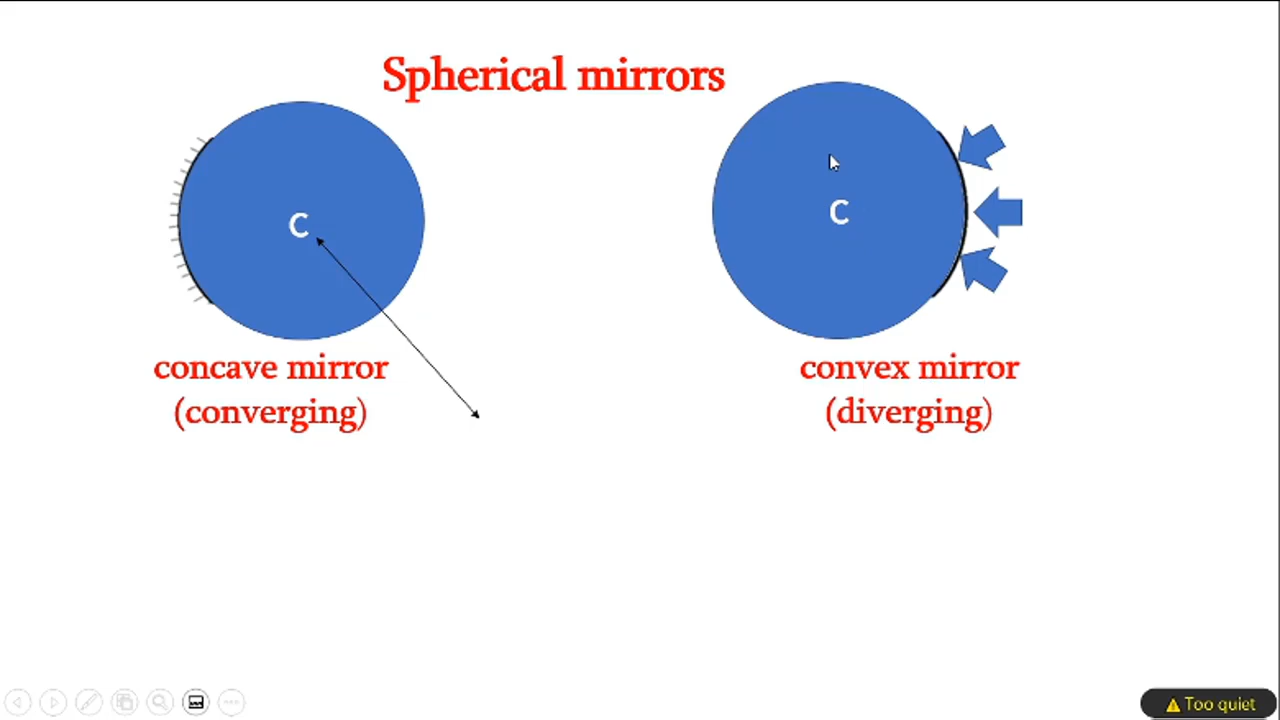 Spherical mirrors
C
C
concave mirror
(converging)
convex mirror
(diverging)
Too quiet